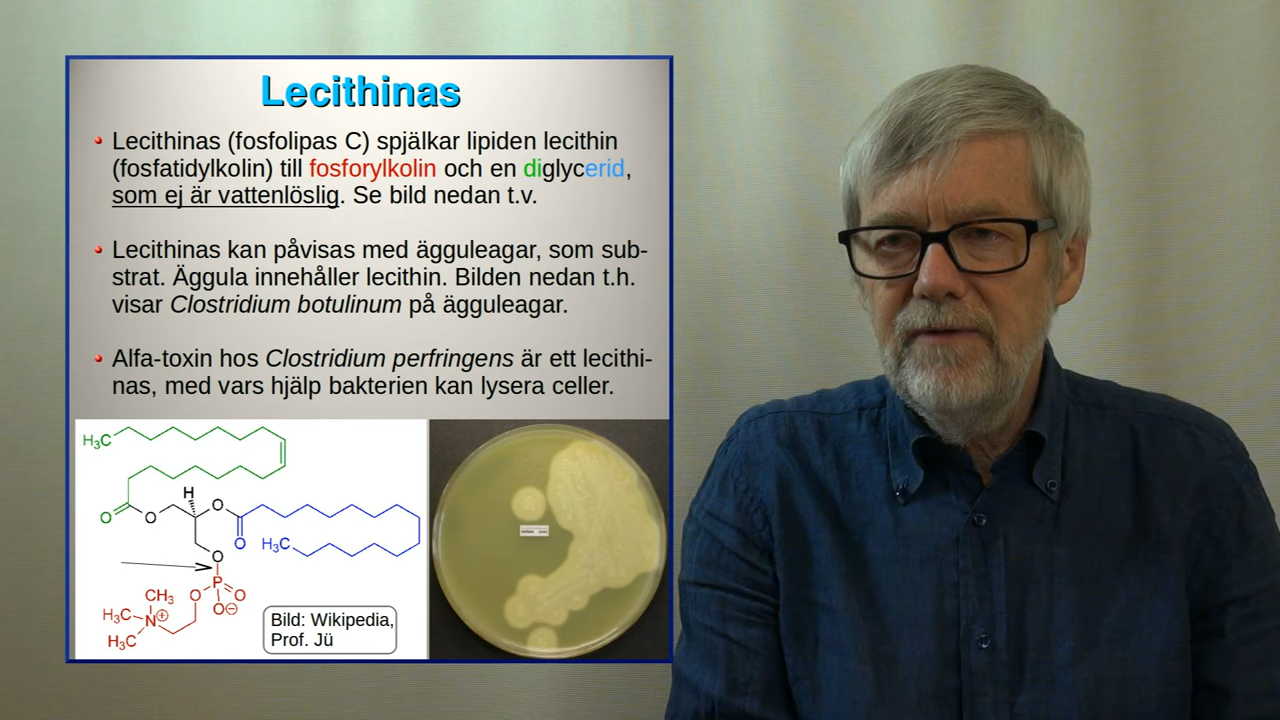 Lecithinas
Lecithinas (fosfolipas C) spjälkar lipiden lecithin
(fosfatidylkolin) till fosforylkolin och en diglycerid,
som ej är vattenlöslig. Se bild nedan t.v.
Lecithinas kan påvisas med ägguleagar, som sub-
strat. Äggula innehåller lecithin. Bilden nedan t.h.
visar Clostridium botulinum på ägguleagar.
Alfa-toxin hos Clostridium perfringens är ett lecithi-
nas, med vars hjälp bakterien kan lysera celler.
H₃C
H
O
O
O
O
H₃C
O
O
P
O
O
O⊖
CH₃
H₃C
N⊕
H₃C
Bild: Wikipedia,
Prof. Jü